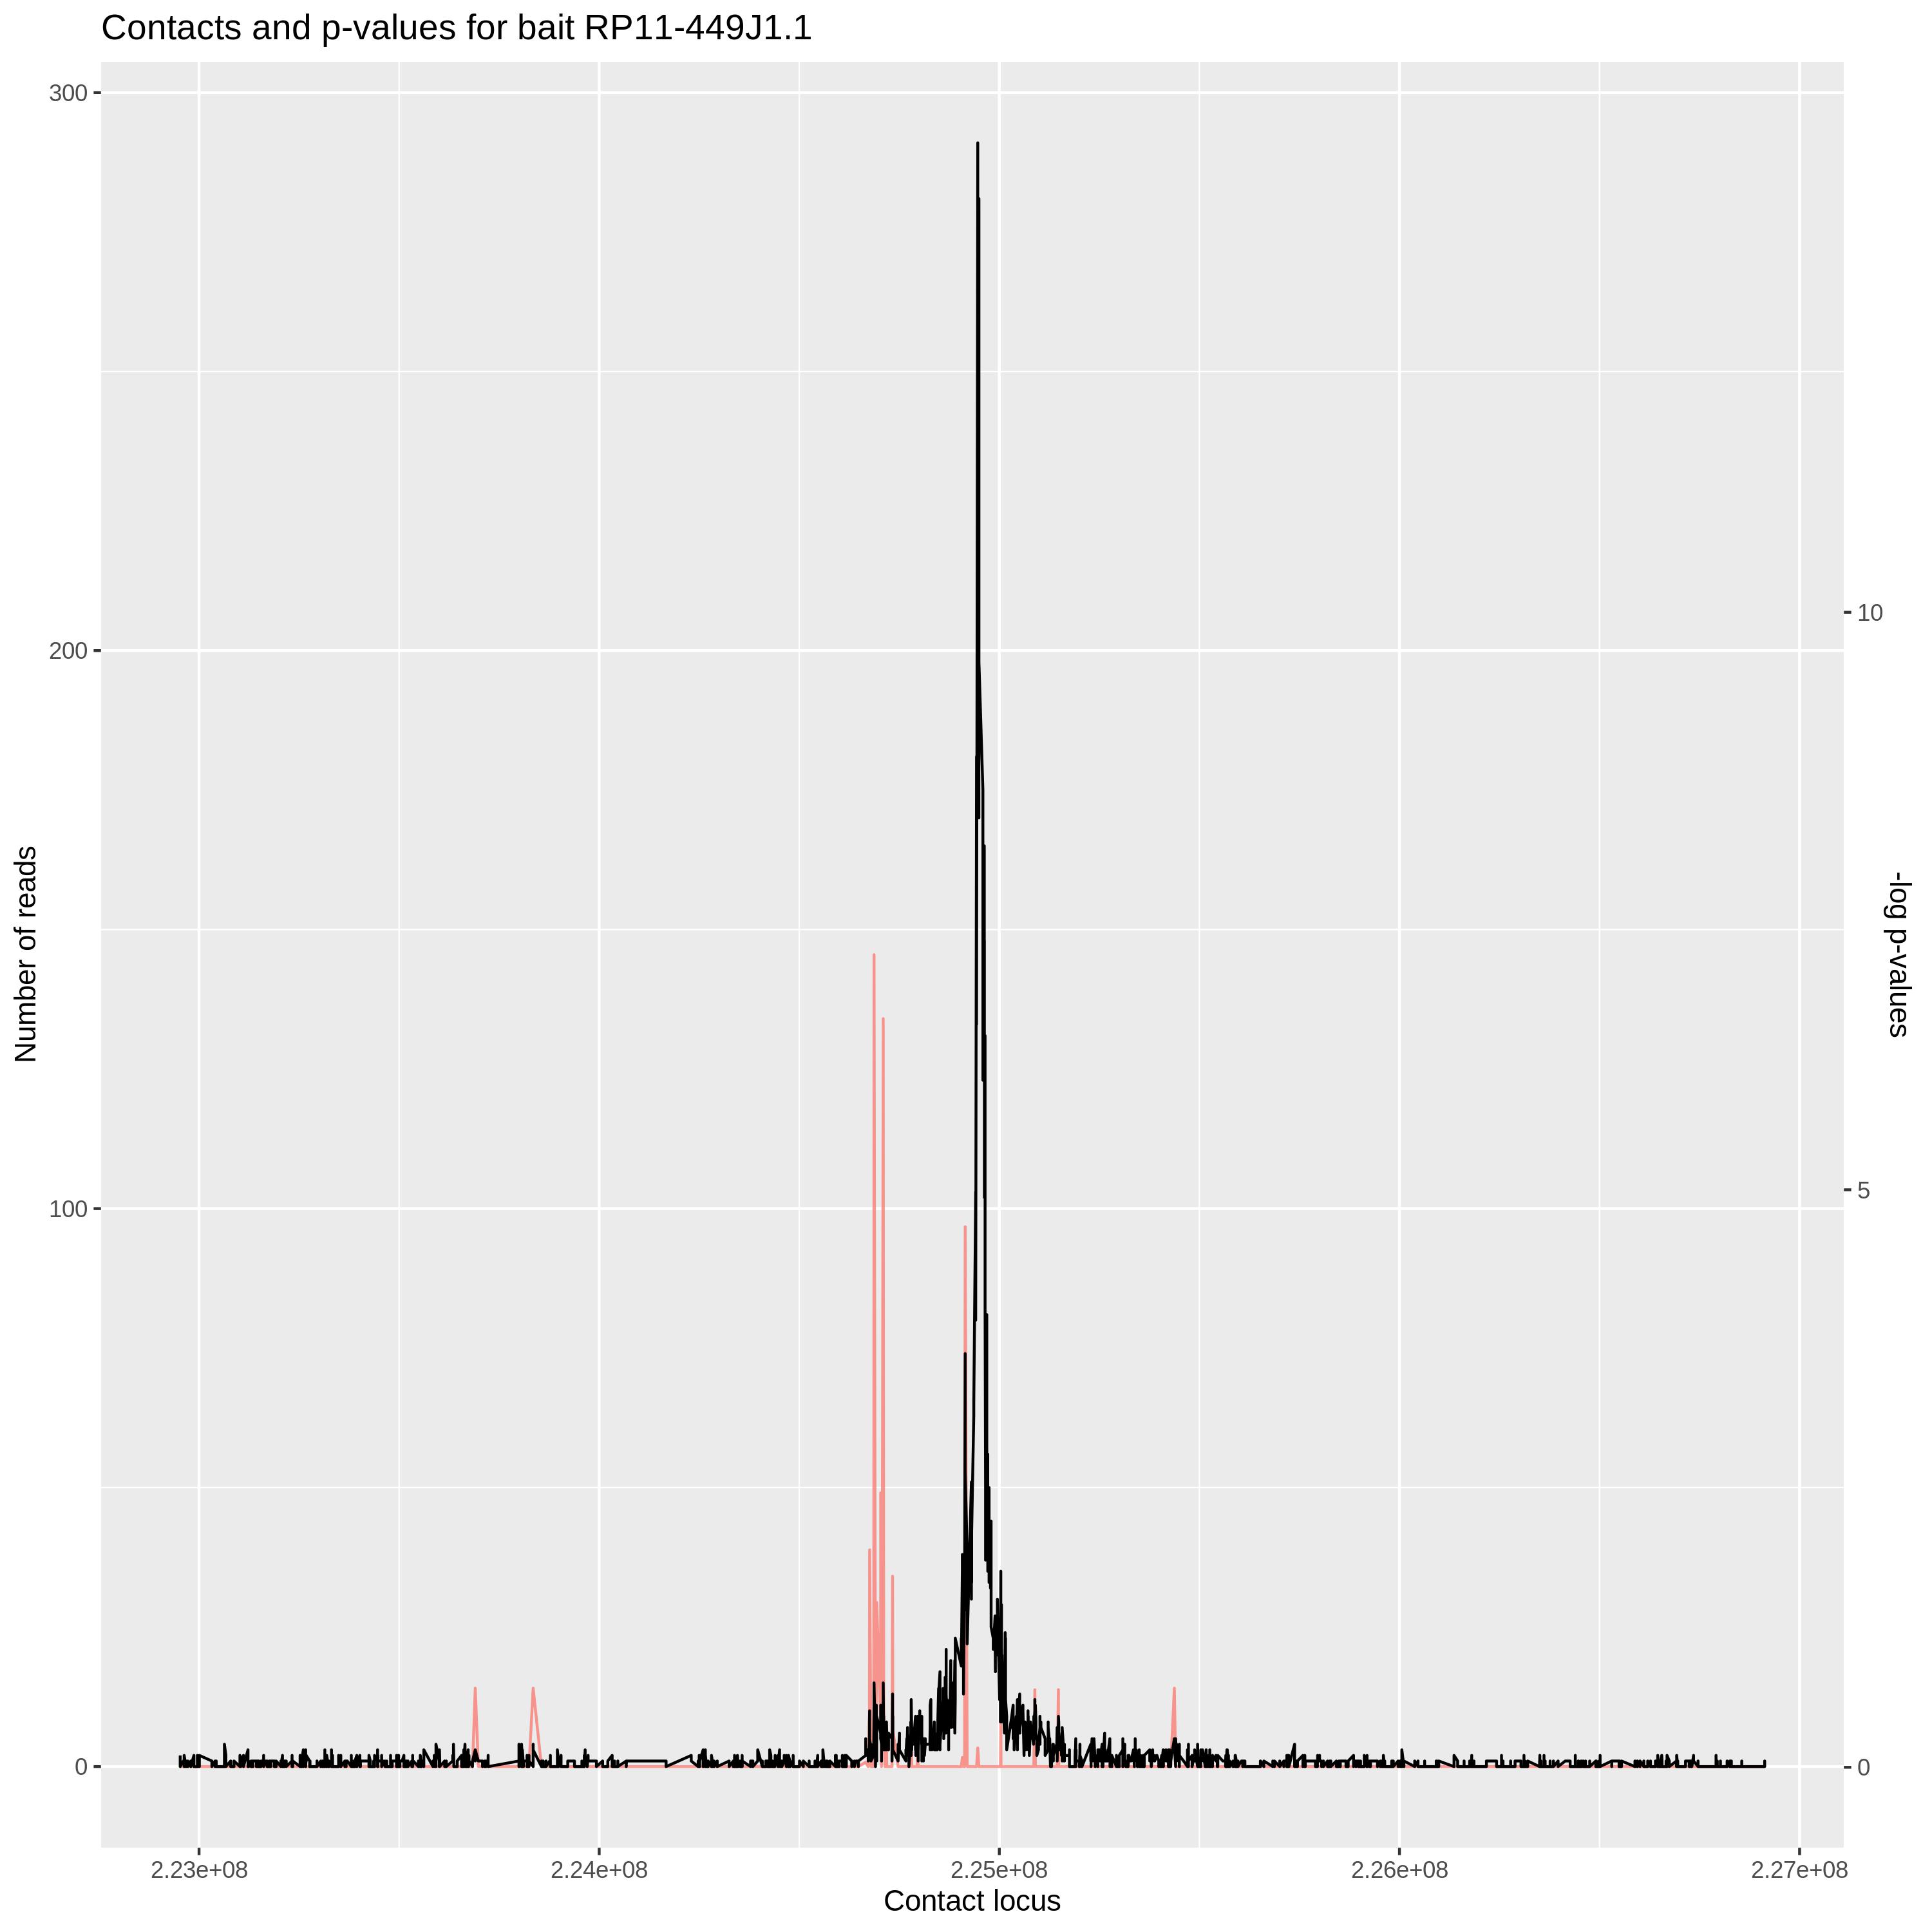 Contacts and p-values for bait RP11-449J1.1
300
200
100
0
Number of reads
10
5
0
-log p-values
2.23e+08 2.24e+08 2.25e+08 2.26e+08 2.27e+08
Contact locus